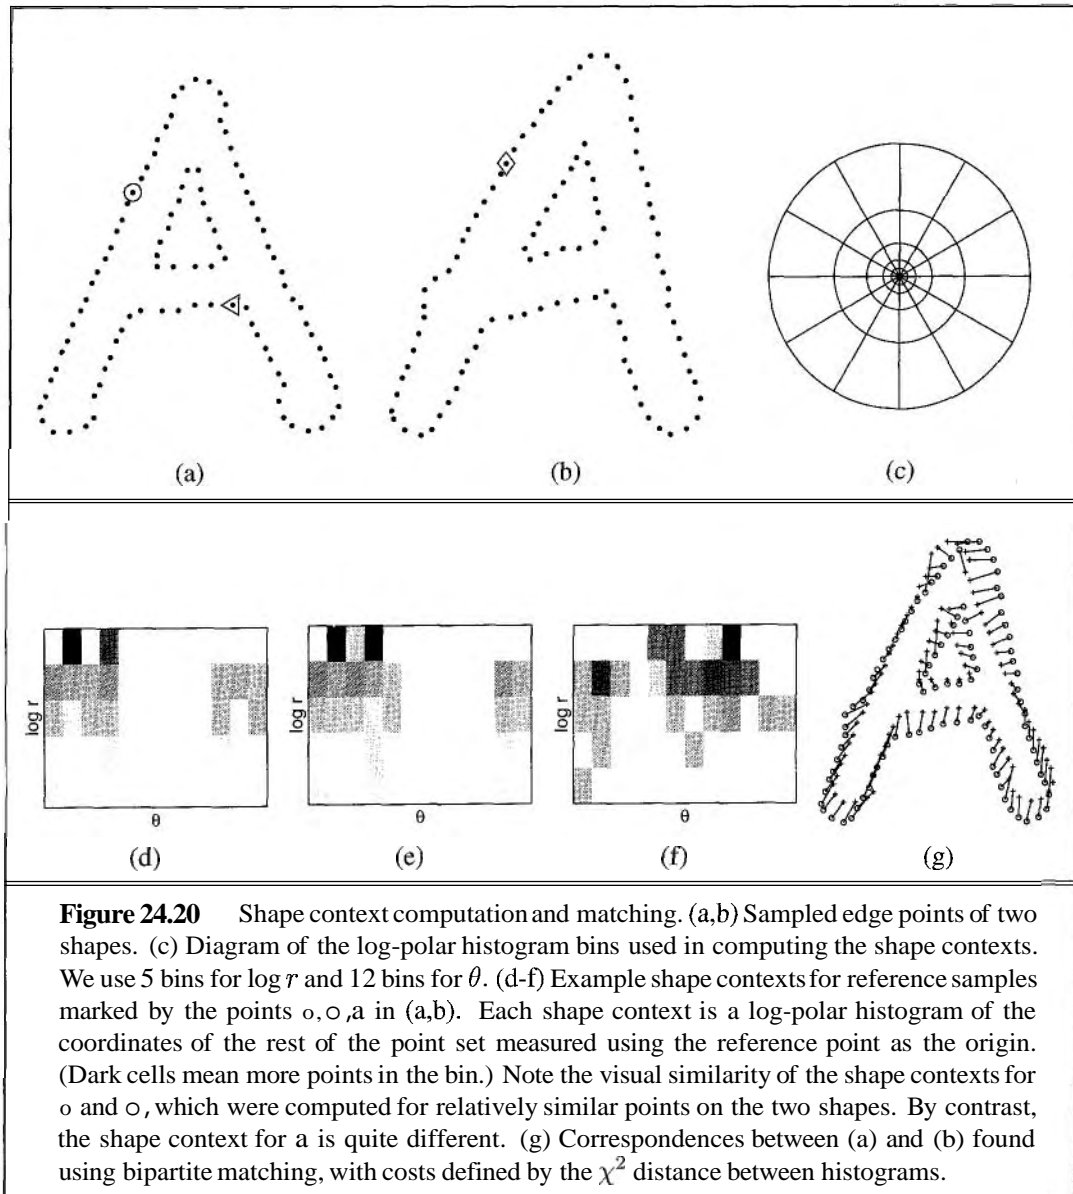 (a)
(b)
(c)
log r
θ
(d)
log r
θ
(e)
log r
θ
(f)
(g)
Figure 24.20 Shape context computation and matching. (a,b) Sampled edge points of two
shapes. (c) Diagram of the log-polar histogram bins used in computing the shape contexts.
We use 5 bins for log r and 12 bins for θ. (d-f) Example shape contexts for reference samples
marked by the points o, o, a in (a,b). Each shape context is a log-polar histogram of the
coordinates of the rest of the point set measured using the reference point as the origin.
(Dark cells mean more points in the bin.) Note the visual similarity of the shape contexts for
o and o, which were computed for relatively similar points on the two shapes. By contrast,
the shape context for a is quite different. (g) Correspondences between (a) and (b) found
using bipartite matching, with costs defined by the χ² distance between histograms.